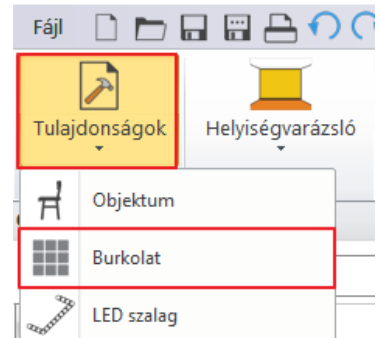 Fájl
Tulajdonságok
Helyiségvarázsló
Objektum
Burkolat
LED szalag